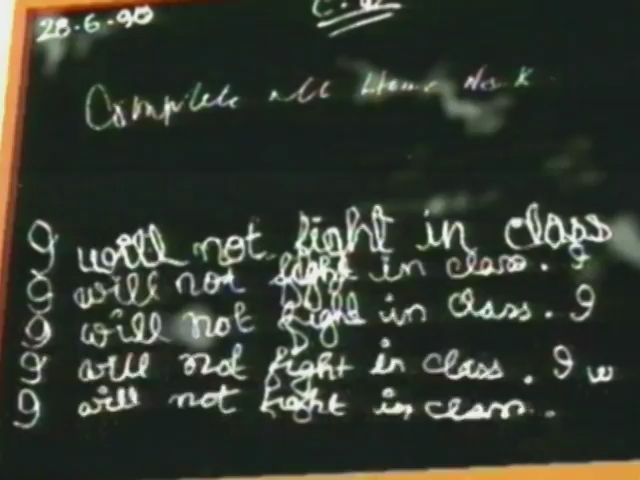 28-6-90
C.W
Complete all Home Work
I will not fight in class
I will not fight in class. I
I will not fight in class. I
I will not fight in class. I w
I will not fight in class.